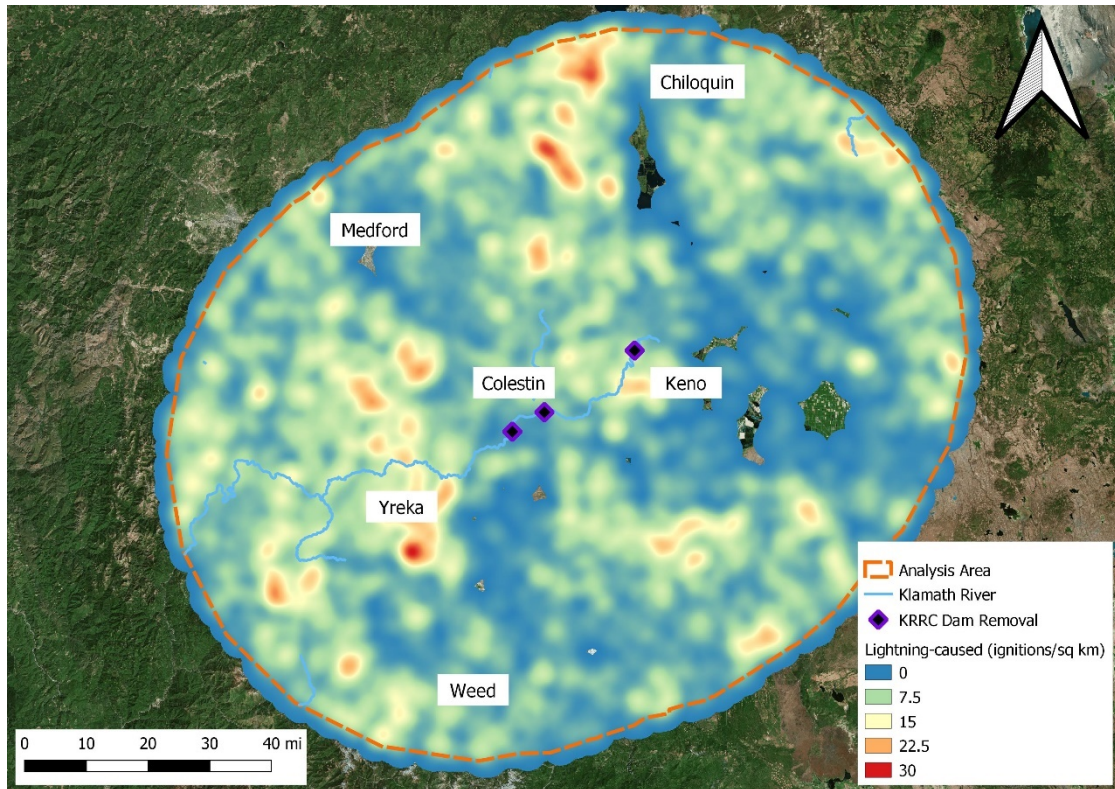 Chiloquin
Medford
Colestin
Keno
Yreka
Weed
0 10 20 30 40 mi
Analysis Area
Klamath River
KRRC Dam Removal
Lightning-caused (ignitions/sq km)
0
7.5
15
22.5
30